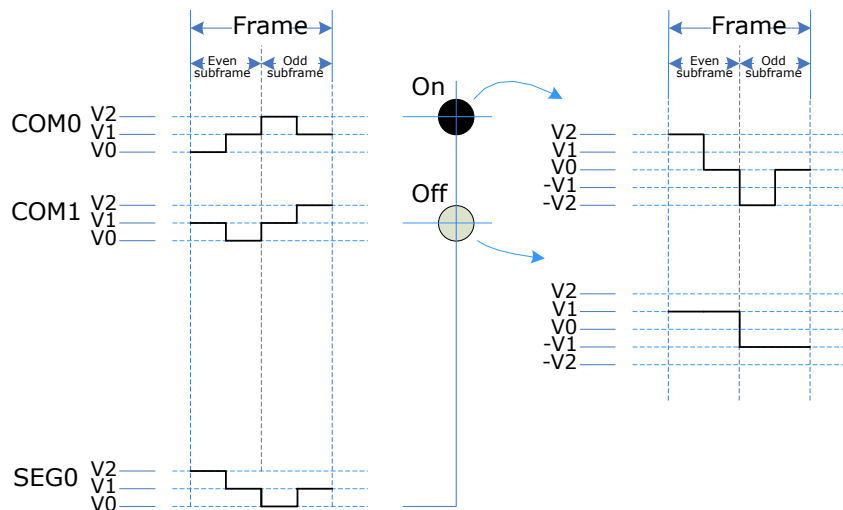 Frame
Even subframe
Odd subframe
COM0
V2
V1
V0
COM1
V2
V1
V0
SEG0
V2
V1
V0
On
Off
Frame
Even subframe
Odd subframe
V2
V1
V0
-V1
-V2
V2
V1
V0
-V1
-V2